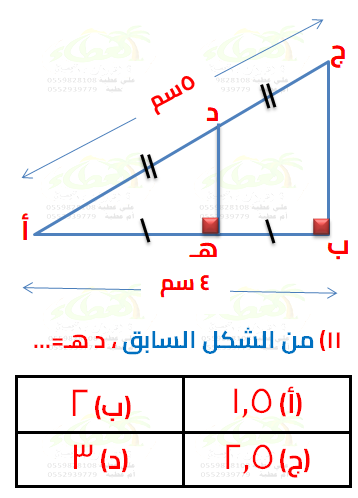 ج
٥سم
د
أ
هـ
ب
٤ سم
١١) من الشكل السابق ، د هـ=...
(أ) ١,٥
(ب) ٢
(ج) ٢,٥
(د) ٣